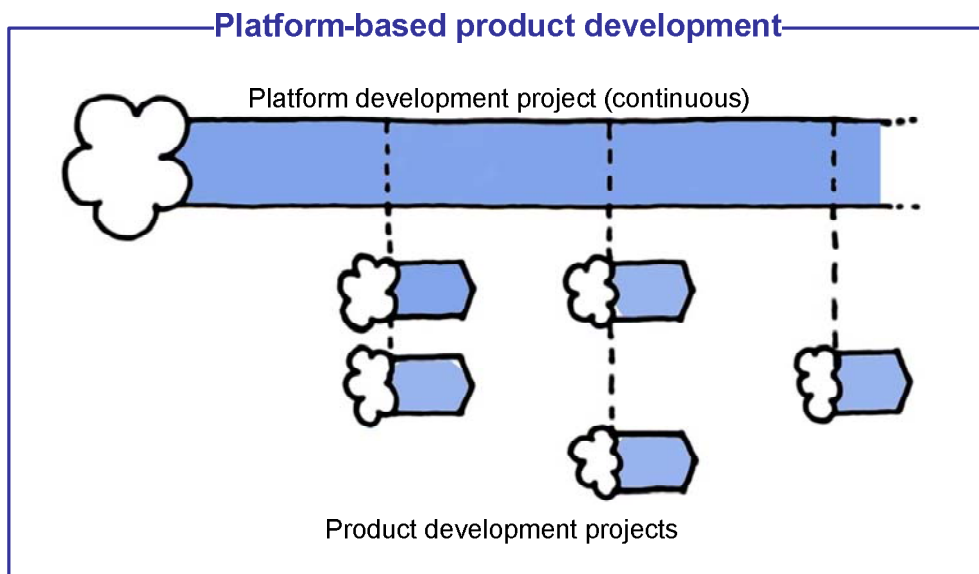 Platform-based product development
Platform development project (continuous)
Product development projects